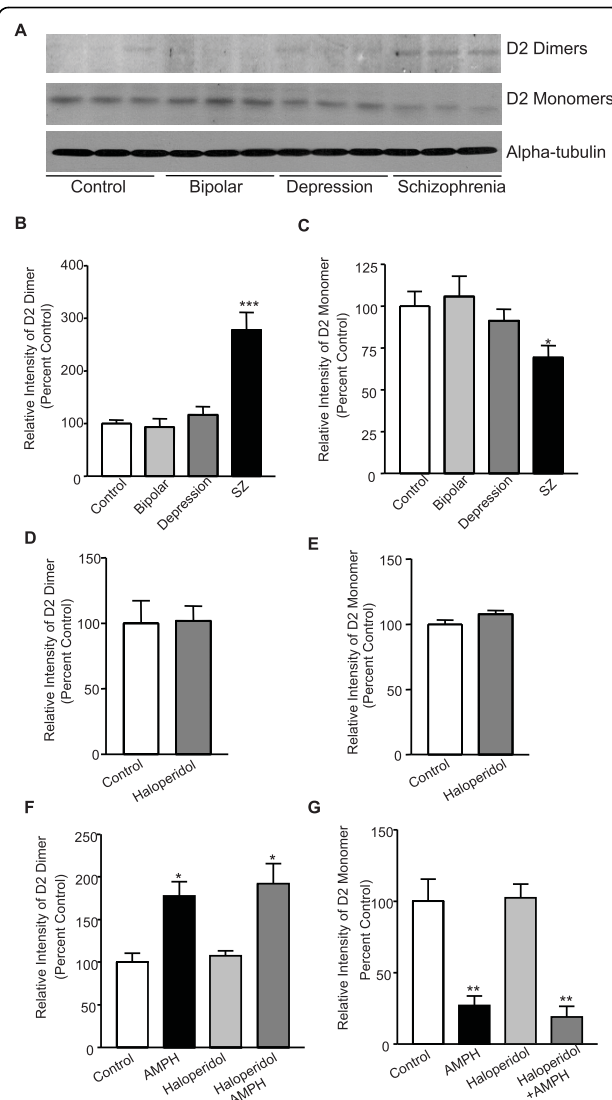 A
D2 Dimers
D2 Monomers
Alpha-tubulin
Control Bipolar Depression Schizophrenia
B
Relative Intensity of D2 Dimer
(Percent Control)
400
300
200
100
0
***
Control
Bipolar
Depression
SZ
C
Relative Intensity of D2 Monomer
(Percent Control)
125
100
75
50
25
0
*
Control
Bipolar
Depression
SZ
D
Relative Intensity of D2 Dimer
(Percent Control)
150
100
50
0
Control
Haloperidol
E
Relative Intensity of D2 Monomer
(Percent Control)
150
100
50
0
Control
Haloperidol
F
Relative Intensity of D2 Dimer
(Percent Control)
250
200
150
100
50
0
*
*
Control
AMPH
Haloperidol
Haloperidol
AMPH
G
Relative Intensity of D2 Monomer
Percent Control)
150
100
50
0
**
**
Control
AMPH
Haloperidol
Haloperidol
+AMPH